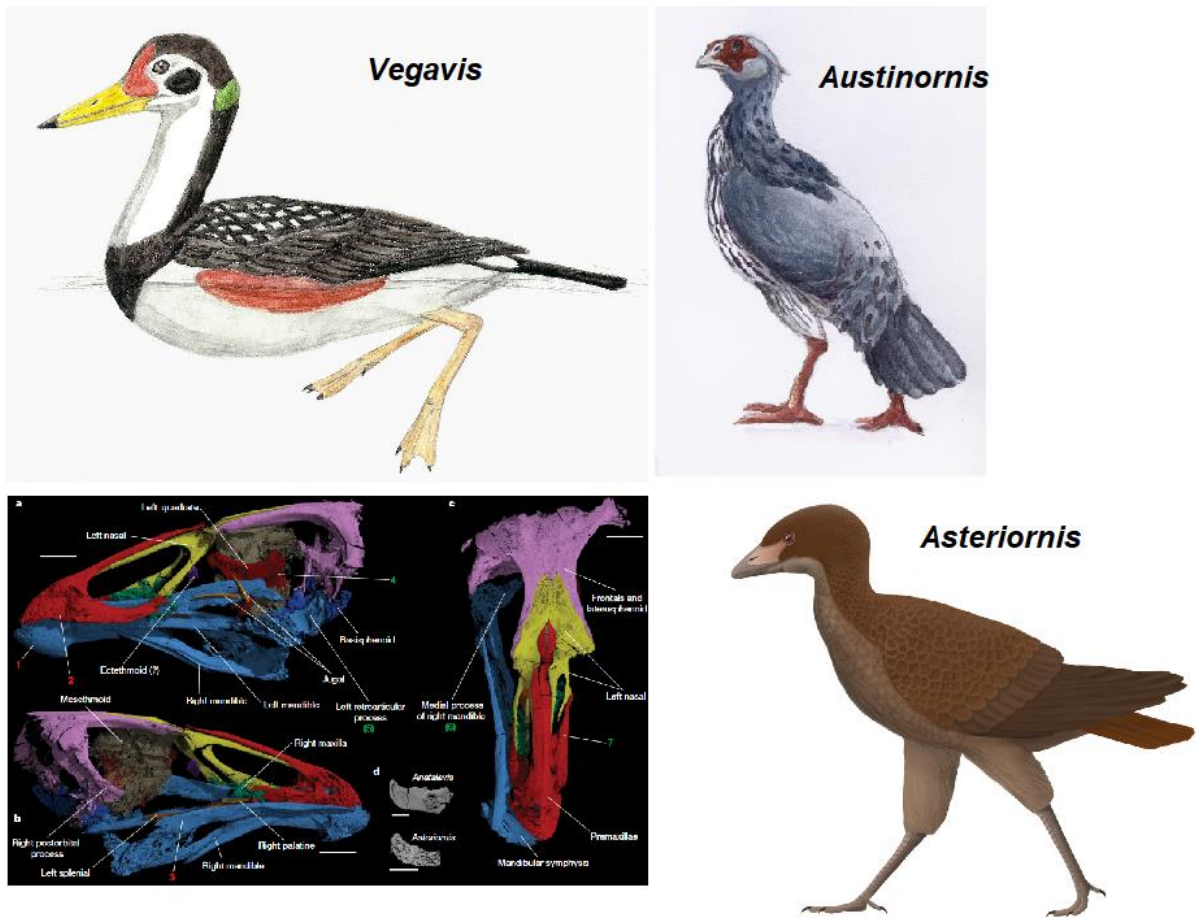 Vegavis
Austinornis
a
Left quadrate
c
Left nasal
4
Frontals and
laterosphenoid
Basisphenoid
1
2
Ectethmoid (?)
Jugal
Left nasal
Mesethmoid
Right mandible
Left mandible
Left retroarticular
process
(5)
Medial process
of right mandible
(6)
7
Right maxilla
d
Anatalavis
Asteriornis
b
Right postorbital
process
Left splenial
3
Right mandible
Right palatine
Premaxillae
Mandibular symphysis
Asteriornis